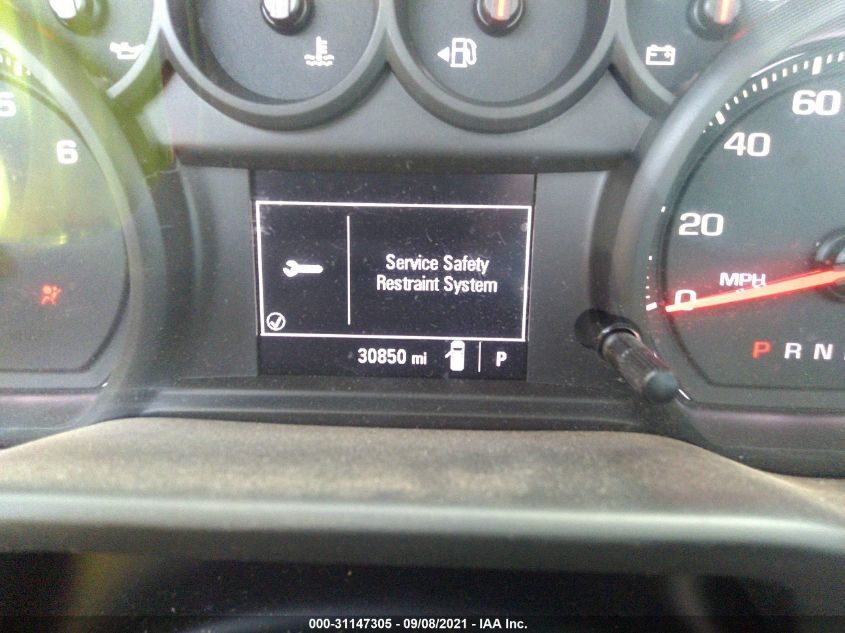 5
6
60
40
20
0
MPH
Service Safety
Restraint System
30850 mi
P
P R N
000-31147305 - 09/08/2021 - IAA Inc.